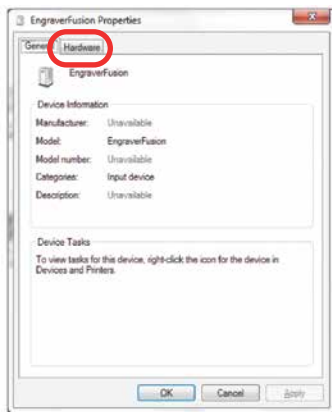 EngraverFusion Properties
General Hardware
EngraverFusion
Device Information
Manufacturer: Unavailable
Model: EngraverFusion
Model number: Unavailable
Categories: Input device
Description: Unavailable
Device Tasks
To view tasks for this device, right-click the icon for the device in
Devices and Printers.
OK Cancel Apply